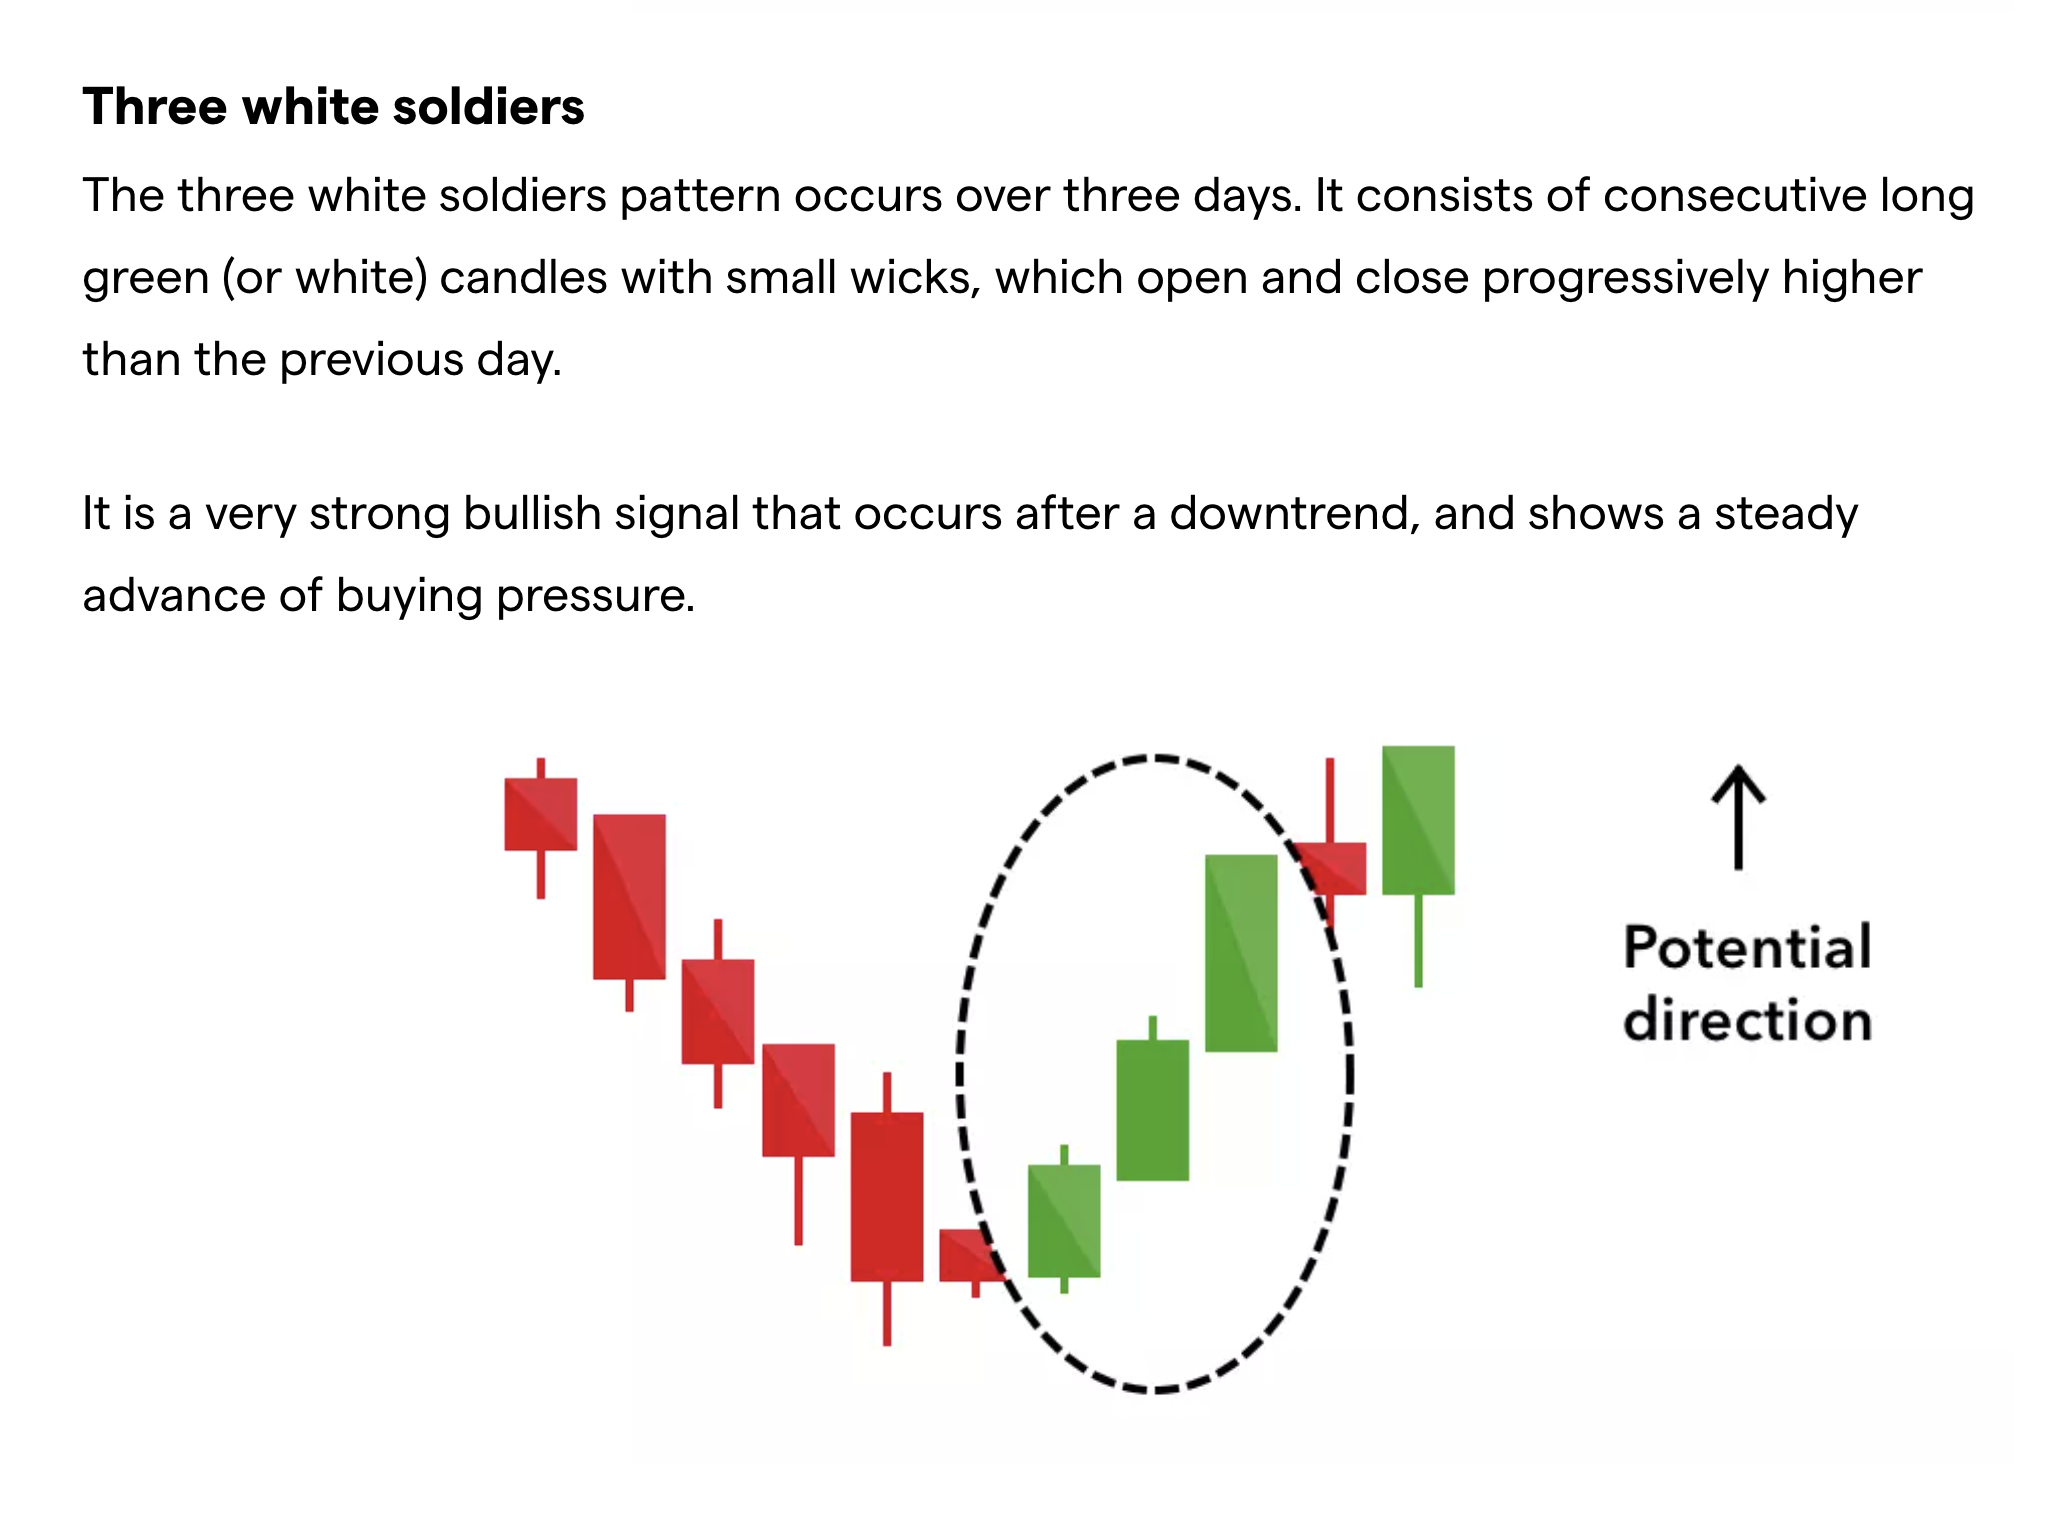 Three white soldiers
The three white soldiers pattern occurs over three days. It consists of consecutive long
green (or white) candles with small wicks, which open and close progressively higher
than the previous day.
It is a very strong bullish signal that occurs after a downtrend, and shows a steady
advance of buying pressure.
Potential
direction